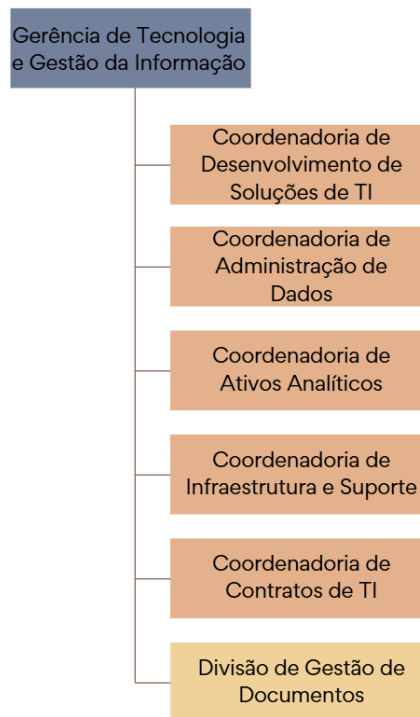 Gerência de Tecnologia
e Gestão da Informação
Coordenadoria de
Desenvolvimento de
Soluções de TI
Coordenadoria de
Administração de
Dados
Coordenadoria de
Ativos Analíticos
Coordenadoria de
Infraestrutura e Suporte
Coordenadoria de
Contratos de TI
Divisão de Gestão de
Documentos